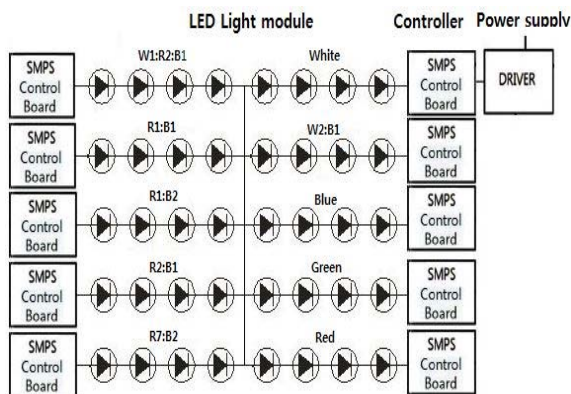 LED Light module
Controller
Power supply
SMPS
Control
Board
W1:R2:B1
White
SMPS
Control
Board
DRIVER
SMPS
Control
Board
R1:B1
W2:B1
SMPS
Control
Board
SMPS
Control
Board
R1:B2
Blue
SMPS
Control
Board
SMPS
Control
Board
R2:B1
Green
SMPS
Control
Board
SMPS
Control
Board
R7:B2
Red
SMPS
Control
Board